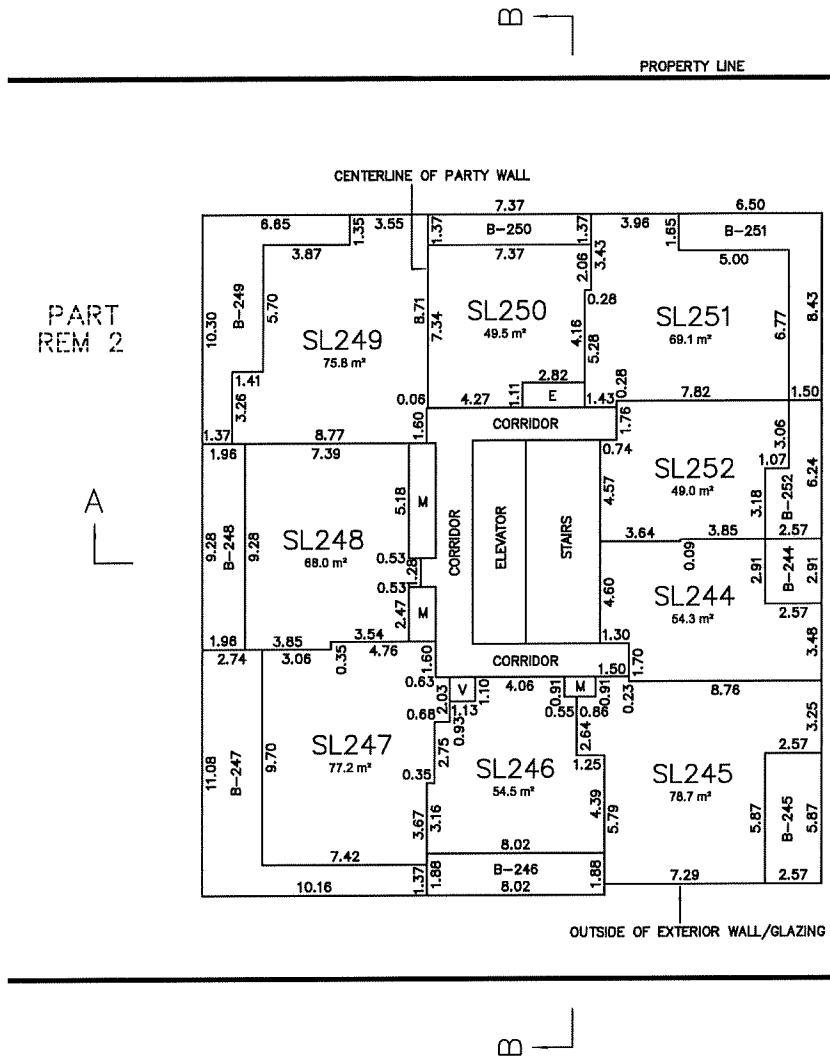 B
PROPERTY LINE
CENTERLINE OF PARTY WALL
7.37
6.50
6.65
3.55
1.35
1.37
B-250
1.37
3.96
1.65
B-251
3.87
7.37
2.06
3.43
5.00
PART
REM 2
10.30
B-249
5.70
8.71
7.34
SL250
49.5 m²
0.28
4.16
5.28
SL251
69.1 m²
6.77
8.43
SL249
75.8 m²
1.41
3.26
2.82
0.06
4.27
1.11
E
1.43
0.28
7.82
1.50
1.37
8.77
1.60
CORRIDOR
1.76
1.96
7.39
0.74
3.06
1.07
A
9.28
B-248
9.28
SL248
68.0 m²
5.18
M
CORRIDOR
ELEVATOR
STAIRS
4.57
SL252
49.0 m²
3.18
B-252
6.24
3.64
3.85
2.57
0.09
0.53
1.28
0.53
2.47
M
4.60
SL244
54.3 m²
2.91
B-244
2.91
2.57
1.96
3.85
3.54
1.30
3.48
2.74
3.06
0.35
4.76
1.60
CORRIDOR
1.50
1.70
0.63
V
1.10
4.06
0.91
M
0.91
0.23
8.76
2.03
1.13
0.55
0.86
0.68
0.93
2.64
3.25
11.08
B-247
9.70
SL247
77.2 m²
2.75
0.35
SL246
54.5 m²
1.25
SL245
78.7 m²
2.57
3.67
3.16
4.39
5.79
5.87
B-245
5.87
7.42
8.02
1.37
1.88
B-246
1.88
10.16
8.02
7.29
2.57
OUTSIDE OF EXTERIOR WALL/GLAZING
B